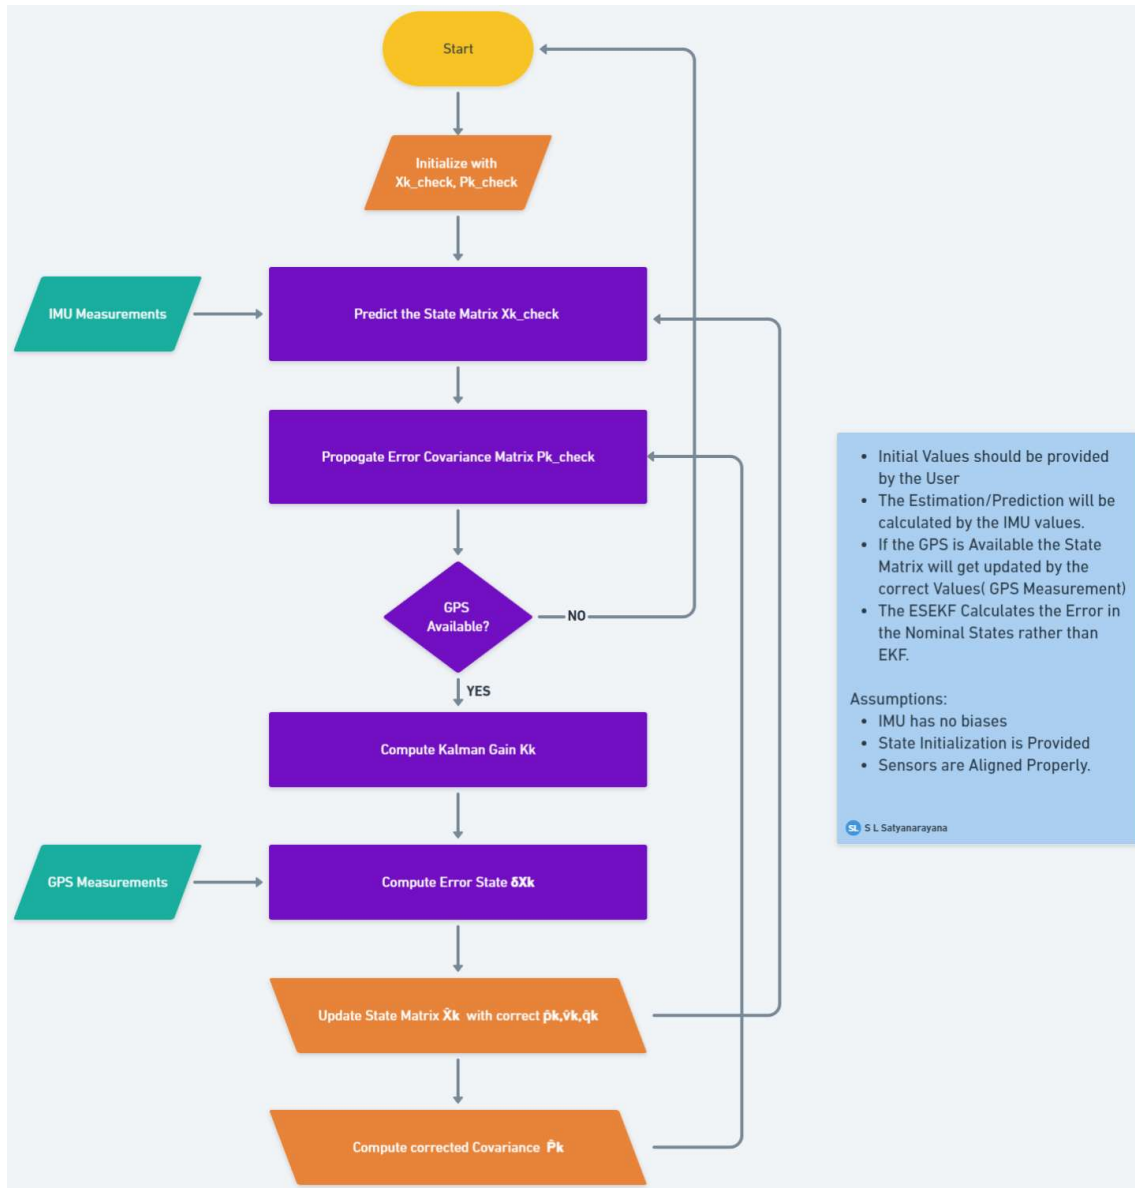 Start
Initialize with
Xk_check, Pk_check
IMU Measurements
Predict the State Matrix Xk_check
Propogate Error Covariance Matrix Pk_check
GPS
Available?
NO
YES
Compute Kalman Gain Kk
GPS Measurements
Compute Error State δXk
Update State Matrix X̂k with correct p̂k,v̂k,q̂k
Compute corrected Covariance P̂k
• Initial Values should be provided
by the User
• The Estimation/Prediction will be
calculated by the IMU values.
• If the GPS is Available the State
Matrix will get updated by the
correct Values( GPS Measurement)
• The ESEKF Calculates the Error in
the Nominal States rather than
EKF.
Assumptions:
• IMU has no biases
• State Initialization is Provided
• Sensors are Aligned Properly.
SL S L Satyanarayana